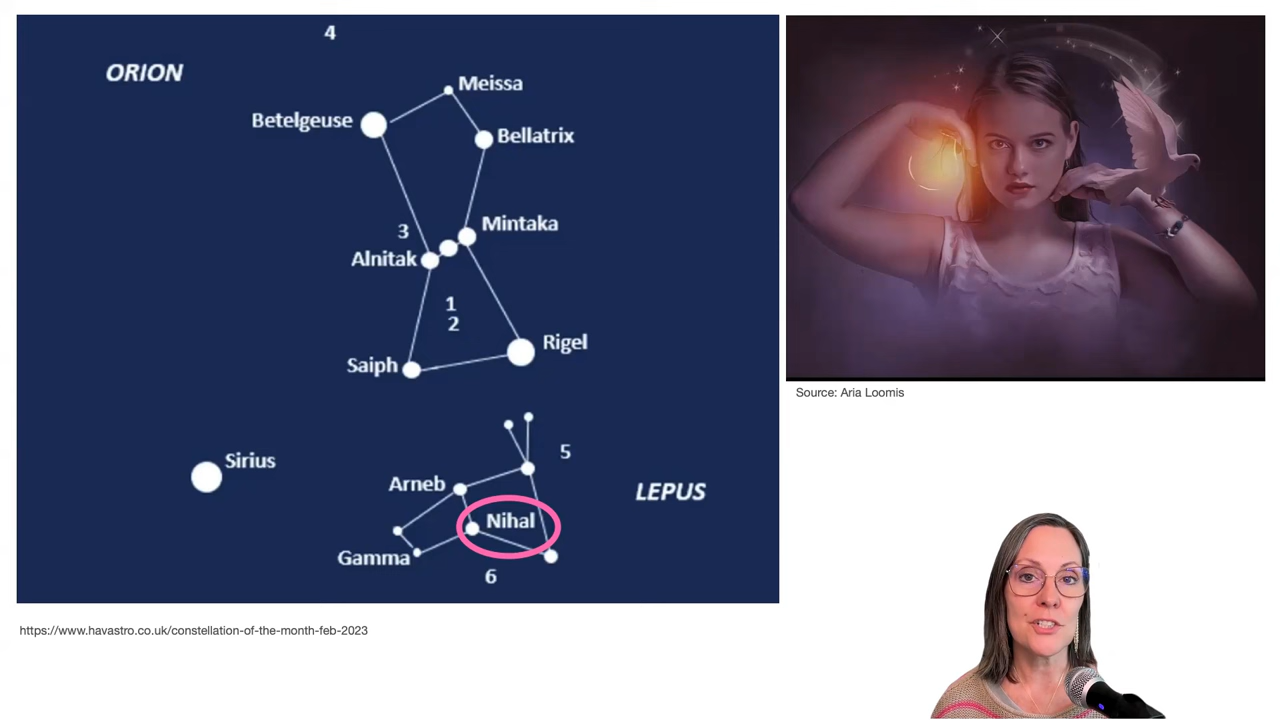 4
ORION
Meissa
Betelgeuse
Bellatrix
Mintaka
3
Alnitak
1
2
Rigel
Saiph
Sirius
5
Arneb
LEPUS
Nihal
Gamma
6
https://www.havastro.co.uk/constellation-of-the-month-feb-2023
Source: Aria Loomis